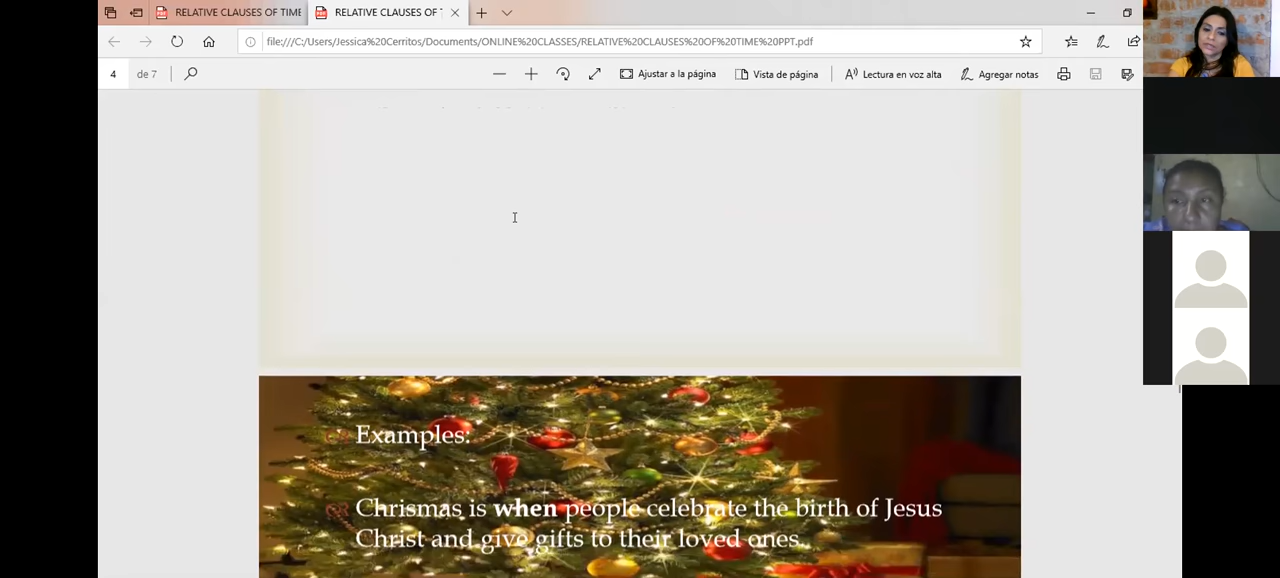 RELATIVE CLAUSES OF TIME
RELATIVE CLAUSES OF T
file:///C:/Users/Jessica%20Cerritos/Documents/ONLINE%20CLASSES/RELATIVE%20CLAUSES%20OF%20TIME%20PPT.pdf
4 de 7
Ajustar a la página
Vista de página
Lectura en voz alta
Agregar notas
Examples:
Chrismas is when people celebrate the birth of Jesus
Christ and give gifts to their loved ones.